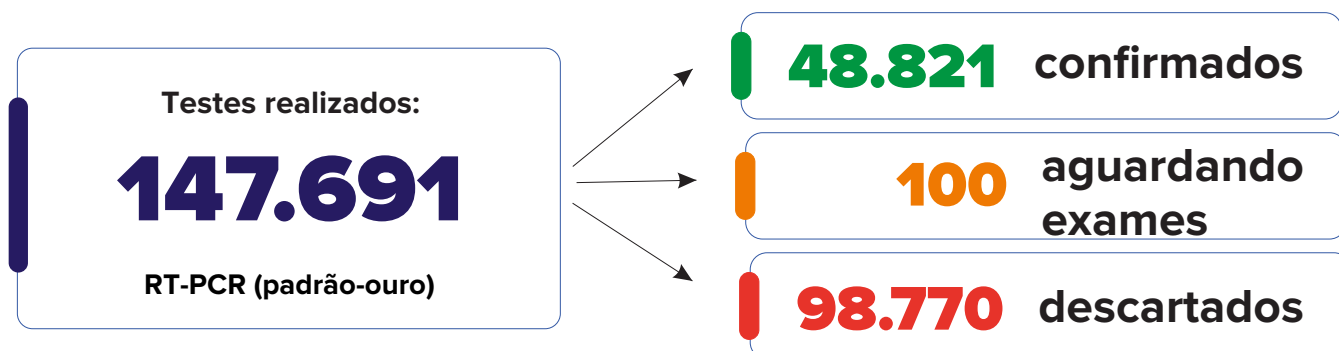 Testes realizados:
147.691
RT-PCR (padrão-ouro)
48.821 confirmados
100 aguardando
exames
98.770 descartados